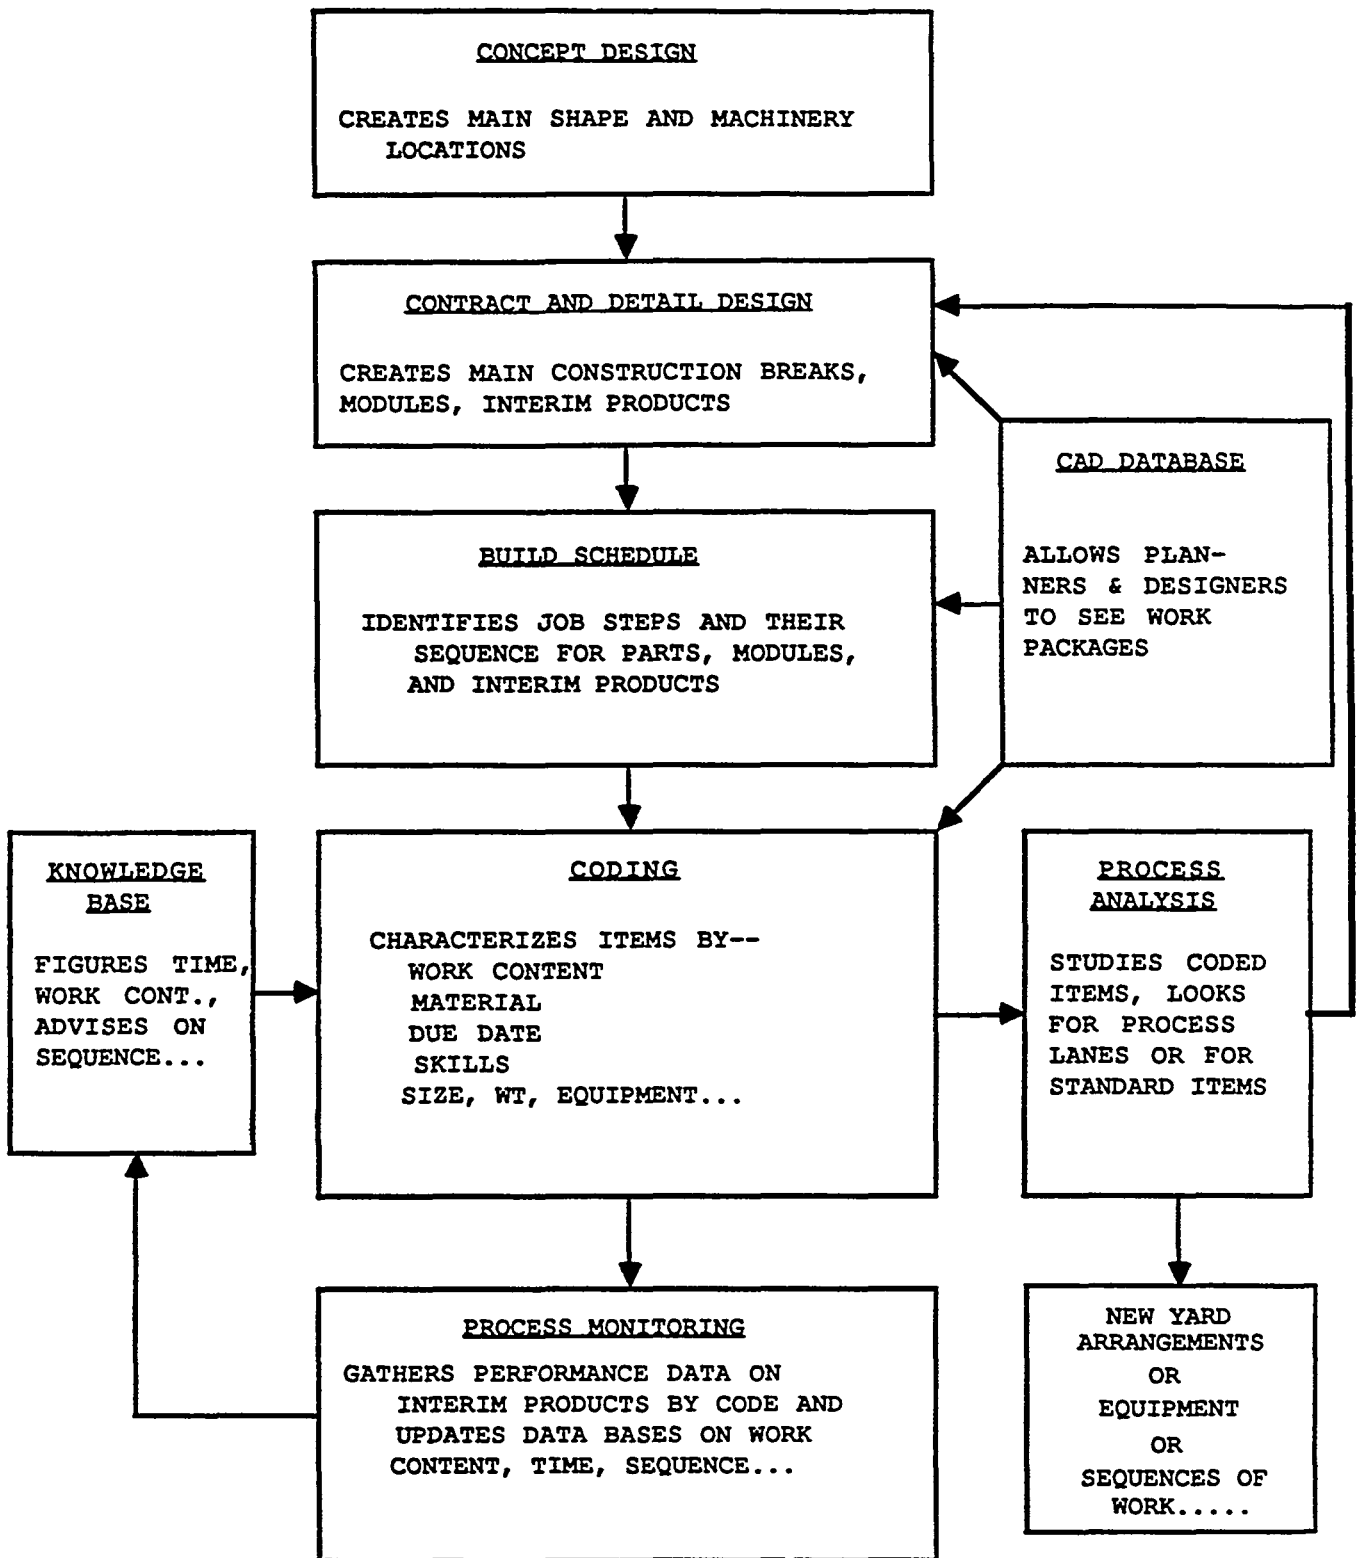 CONCEPT DESIGN
CREATES MAIN SHAPE AND MACHINERY
LOCATIONS
CONTRACT AND DETAIL DESIGN
CREATES MAIN CONSTRUCTION BREAKS,
MODULES, INTERIM PRODUCTS
CAD DATABASE
ALLOWS PLAN-
NERS & DESIGNERS
TO SEE WORK
PACKAGES
BUILD SCHEDULE
IDENTIFIES JOB STEPS AND THEIR
SEQUENCE FOR PARTS, MODULES,
AND INTERIM PRODUCTS
KNOWLEDGE
BASE
FIGURES TIME,
WORK CONT.,
ADVISES ON
SEQUENCE...
CODING
CHARACTERIZES ITEMS BY--
WORK CONTENT
MATERIAL
DUE DATE
SKILLS
SIZE, WT, EQUIPMENT...
PROCESS
ANALYSIS
STUDIES CODED
ITEMS, LOOKS
FOR PROCESS
LANES OR FOR
STANDARD ITEMS
PROCESS MONITORING
GATHERS PERFORMANCE DATA ON
INTERIM PRODUCTS BY CODE AND
UPDATES DATA BASES ON WORK
CONTENT, TIME, SEQUENCE...
NEW YARD
ARRANGEMENTS
OR
EQUIPMENT
OR
SEQUENCES OF
WORK.....